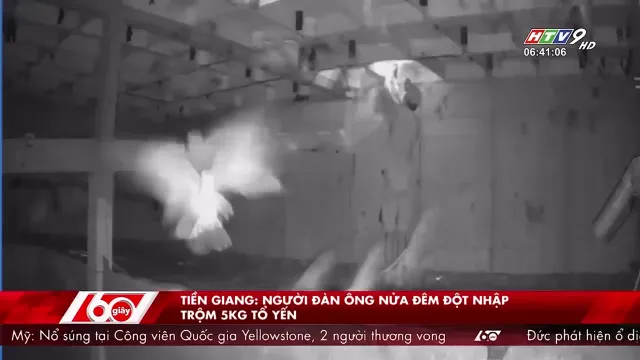 HTV9 HD
06:41:06
60 giây
TIỀN GIANG: NGƯỜI ĐÀN ÔNG NỬA ĐÊM ĐỘT NHẬP
TRỘM 5KG TỔ YẾN
Mỹ: Nổ súng tại Công viên Quốc gia Yellowstone, 2 người thương vong 60 Đức phát hiện ổ dị